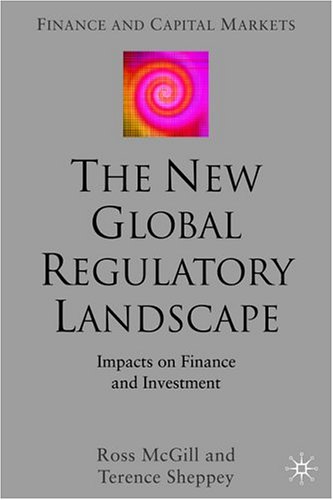 FINANCE AND CAPITAL MARKETS
THE NEW
GLOBAL
REGULATORY
LANDSCAPE
Impacts on Finance
and Investment
Ross McGill and
Terence Sheppey